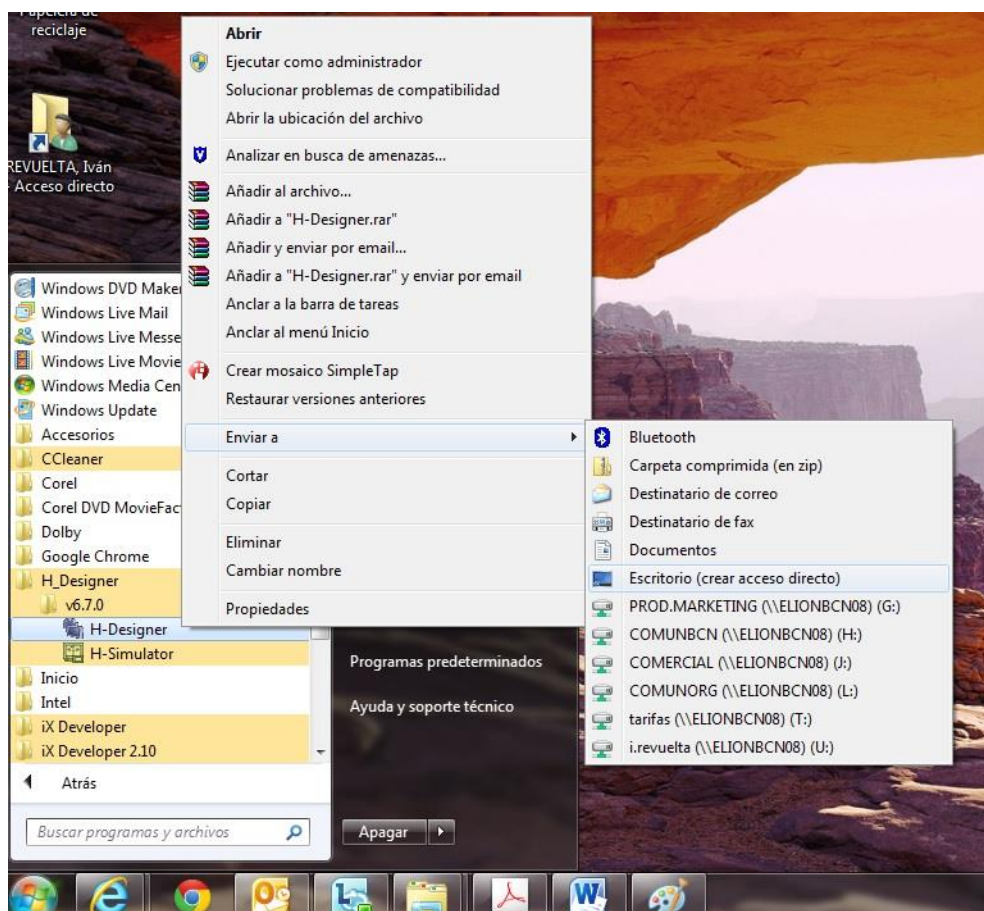 Papelera de
reciclaje
REVUELTA, Iván
- Acceso directo
Abrir
Ejecutar como administrador
Solucionar problemas de compatibilidad
Abrir la ubicación del archivo
Analizar en busca de amenazas...
Añadir al archivo...
Añadir a "H-Designer.rar"
Añadir y enviar por email...
Añadir a "H-Designer.rar" y enviar por email
Anclar a la barra de tareas
Anclar al menú Inicio
Crear mosaico SimpleTap
Restaurar versiones anteriores
Enviar a
Cortar
Copiar
Eliminar
Cambiar nombre
Propiedades
Bluetooth
Carpeta comprimida (en zip)
Destinatario de correo
Destinatario de fax
Documentos
Escritorio (crear acceso directo)
PROD.MARKETING (\\ELIONBCN08) (G:)
COMUNBCN (\\ELIONBCN08) (H:)
COMERCIAL (\\ELIONBCN08) (J:)
COMUNORG (\\ELIONBCN08) (L:)
tarifas (\\ELIONBCN08) (T:)
i.revuelta (\\ELIONBCN08) (U:)
Windows DVD Maker
Windows Live Mail
Windows Live Messe
Windows Live Movie
Windows Media Cen
Windows Update
Accesorios
CCleaner
Corel
Corel DVD MovieFac
Dolby
Google Chrome
H_Designer
v6.7.0
H-Designer
H-Simulator
Inicio
Intel
iX Developer
iX Developer 2.10
Atrás
Buscar programas y archivos
Programas predeterminados
Ayuda y soporte técnico
Apagar